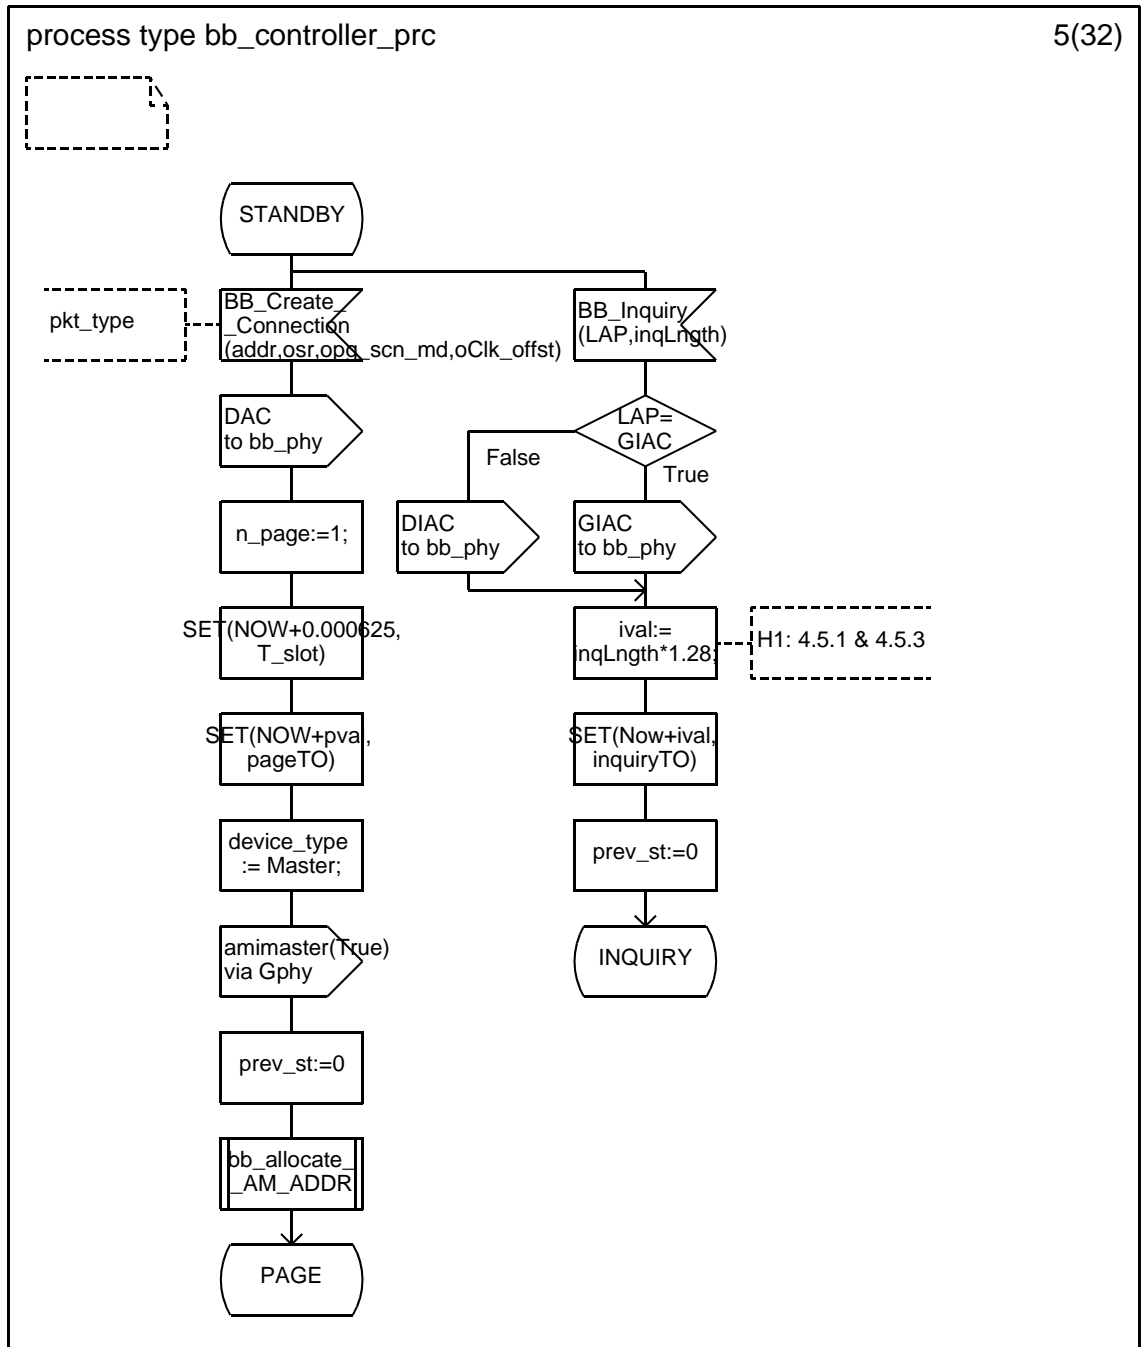 process type bb_controller_prc
5(32)
STANDBY
pkt_type
BB_Create_
_Connection
(addr,osr,opg_scn_md,oClk_offst)
BB_Inquiry
(LAP,inqLngth)
DAC
to bb_phy
LAP=
GIAC
False
True
n_page:=1;
DIAC
to bb_phy
GIAC
to bb_phy
SET(NOW+0.000625,
T_slot)
ival:=
inqLngth*1.28;
H1: 4.5.1 & 4.5.3
SET(NOW+pval,
pageTO)
SET(Now+ival,
inquiryTO)
device_type
:= Master;
prev_st:=0
amimaster(True)
via Gphy
INQUIRY
prev_st:=0
bb_allocate_
_AM_ADDR
PAGE